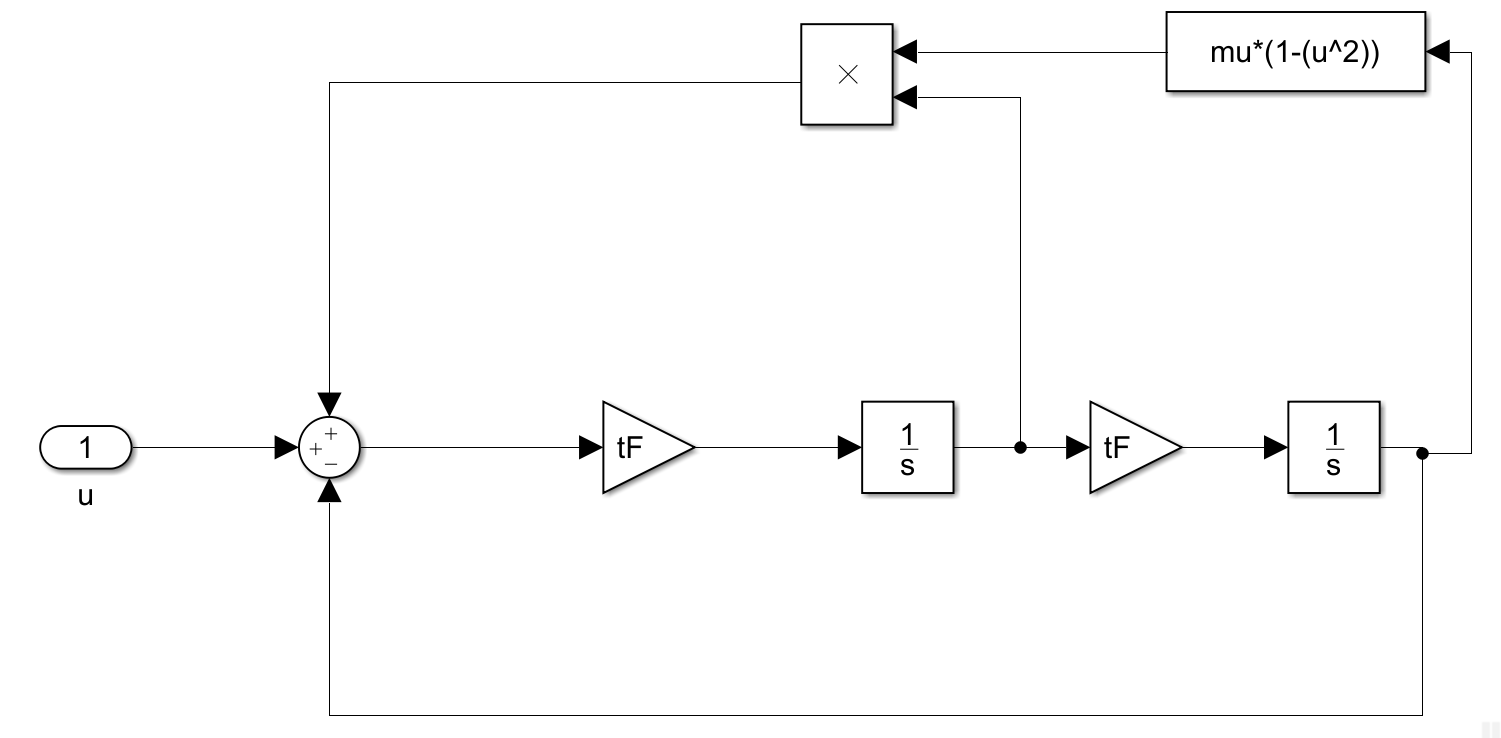 ×
mu*(1-(u^2))
1
u
+
+
−
tF
1
s
tF
1
s